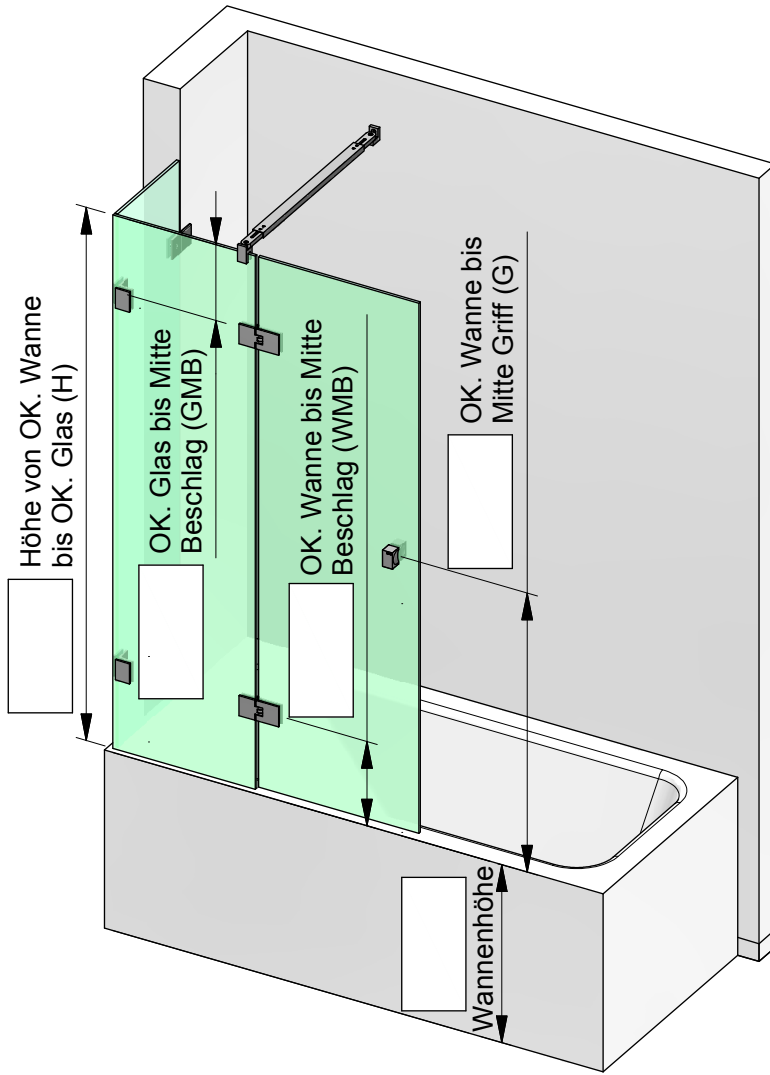 Höhe von OK. Wanne
bis OK. Glas (H)
OK. Glas bis Mitte
Beschlag (GMB)
OK. Wanne bis Mitte
Beschlag (WMB)
OK. Wanne bis
Mitte Griff (G)
Wannenhöhe